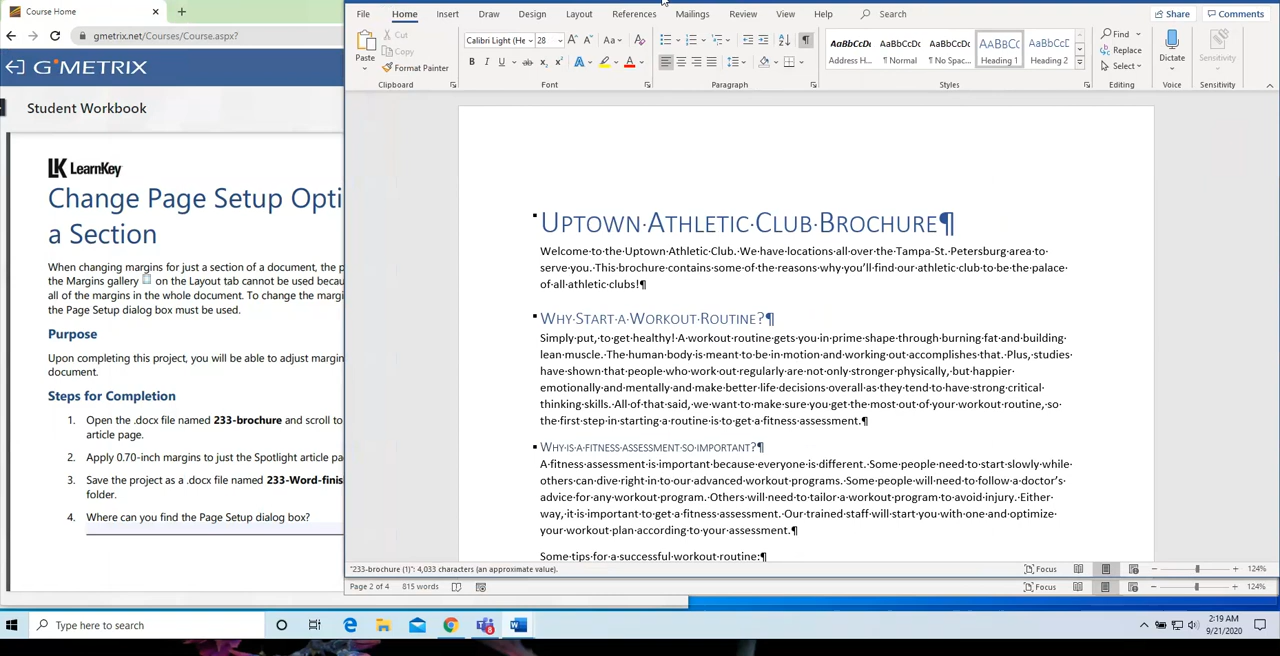 Course Home
gmetrix.net/Courses/Course.aspx?
G METRIX
Student Workbook
LK LearnKey
Change Page Setup Opti
a Section
When changing margins for just a section of a document, the p
the Margins gallery on the Layout tab cannot be used becau
all of the margins in the whole document. To change the margi
the Page Setup dialog box must be used.
Purpose
Upon completing this project, you will be able to adjust margin
document.
Steps for Completion
1. Open the .docx file named 233-brochure and scroll to
article page.
2. Apply 0.70-inch margins to just the Spotlight article pa
3. Save the project as a .docx file named 233-Word-finis
folder.
4. Where can you find the Page Setup dialog box?
File Home Insert Draw Design Layout References Mailings Review View Help Search Share Comments
Cut
Copy
Format Painter
Paste
Clipboard
Calibri Light (He 28
Font
Paragraph
AaBbCcD AaBbCcDc AaBbCcDc AABBCC AABBCCD
Address H... ¶ Normal ¶ No Spac... Heading 1 Heading 2
Styles
Find
Replace
Select
Editing
Dictate
Voice
Sensitivity
Sensitivity
UPTOWN·ATHLETIC·CLUB·BROCHURE¶
Welcome·to·the·Uptown·Athletic·Club.·We·have·locations·all·over·the·Tampa-St.·Petersburg·area·to·
serve·you.·This·brochure·contains·some·of·the·reasons·why·you'll·find·our·athletic·club·to·be·the·palace·
of·all·athletic·clubs!¶
WHY·START·A·WORKOUT·ROUTINE?¶
Simply·put,·to·get·healthy!·A·workout·routine·gets·you·in·prime·shape·through·burning·fat·and·building·
lean·muscle.·The·human·body·is·meant·to·be·in·motion·and·working·out·accomplishes·that.·Plus,·studies·
have·shown·that·people·who·work·out·regularly·are·not·only·stronger·physically,·but·happier·
emotionally·and·mentally·and·make·better·life·decisions·overall·as·they·tend·to·have·strong·critical·
thinking·skills.·All·of·that·said,·we·want·to·make·sure·you·get·the·most·out·of·your·workout·routine,·so·
the·first·step·in·starting·a·routine·is·to·get·a·fitness·assessment.¶
WHY·IS·A·FITNESS·ASSESSMENT·SO·IMPORTANT?¶
A·fitness·assessment·is·important·because·everyone·is·different.·Some·people·need·to·start·slowly·while·
others·can·dive·right·in·to·our·advanced·workout·programs.·Some·people·will·need·to·follow·a·doctor's·
advice·for·any·workout·program.·Others·will·need·to·tailor·a·workout·program·to·avoid·injury.·Either·
way,·it·is·important·to·get·a·fitness·assessment.·Our·trained·staff·will·start·you·with·one·and·optimize·
your·workout·plan·according·to·your·assessment.¶
Some·tips·for·a·successful·workout·routine:¶
"233-brochure (1)": 4,033 characters (an approximate value). Focus 124%
Page 2 of 4 815 words Focus 124%
Type here to search
2:19 AM
9/21/2020